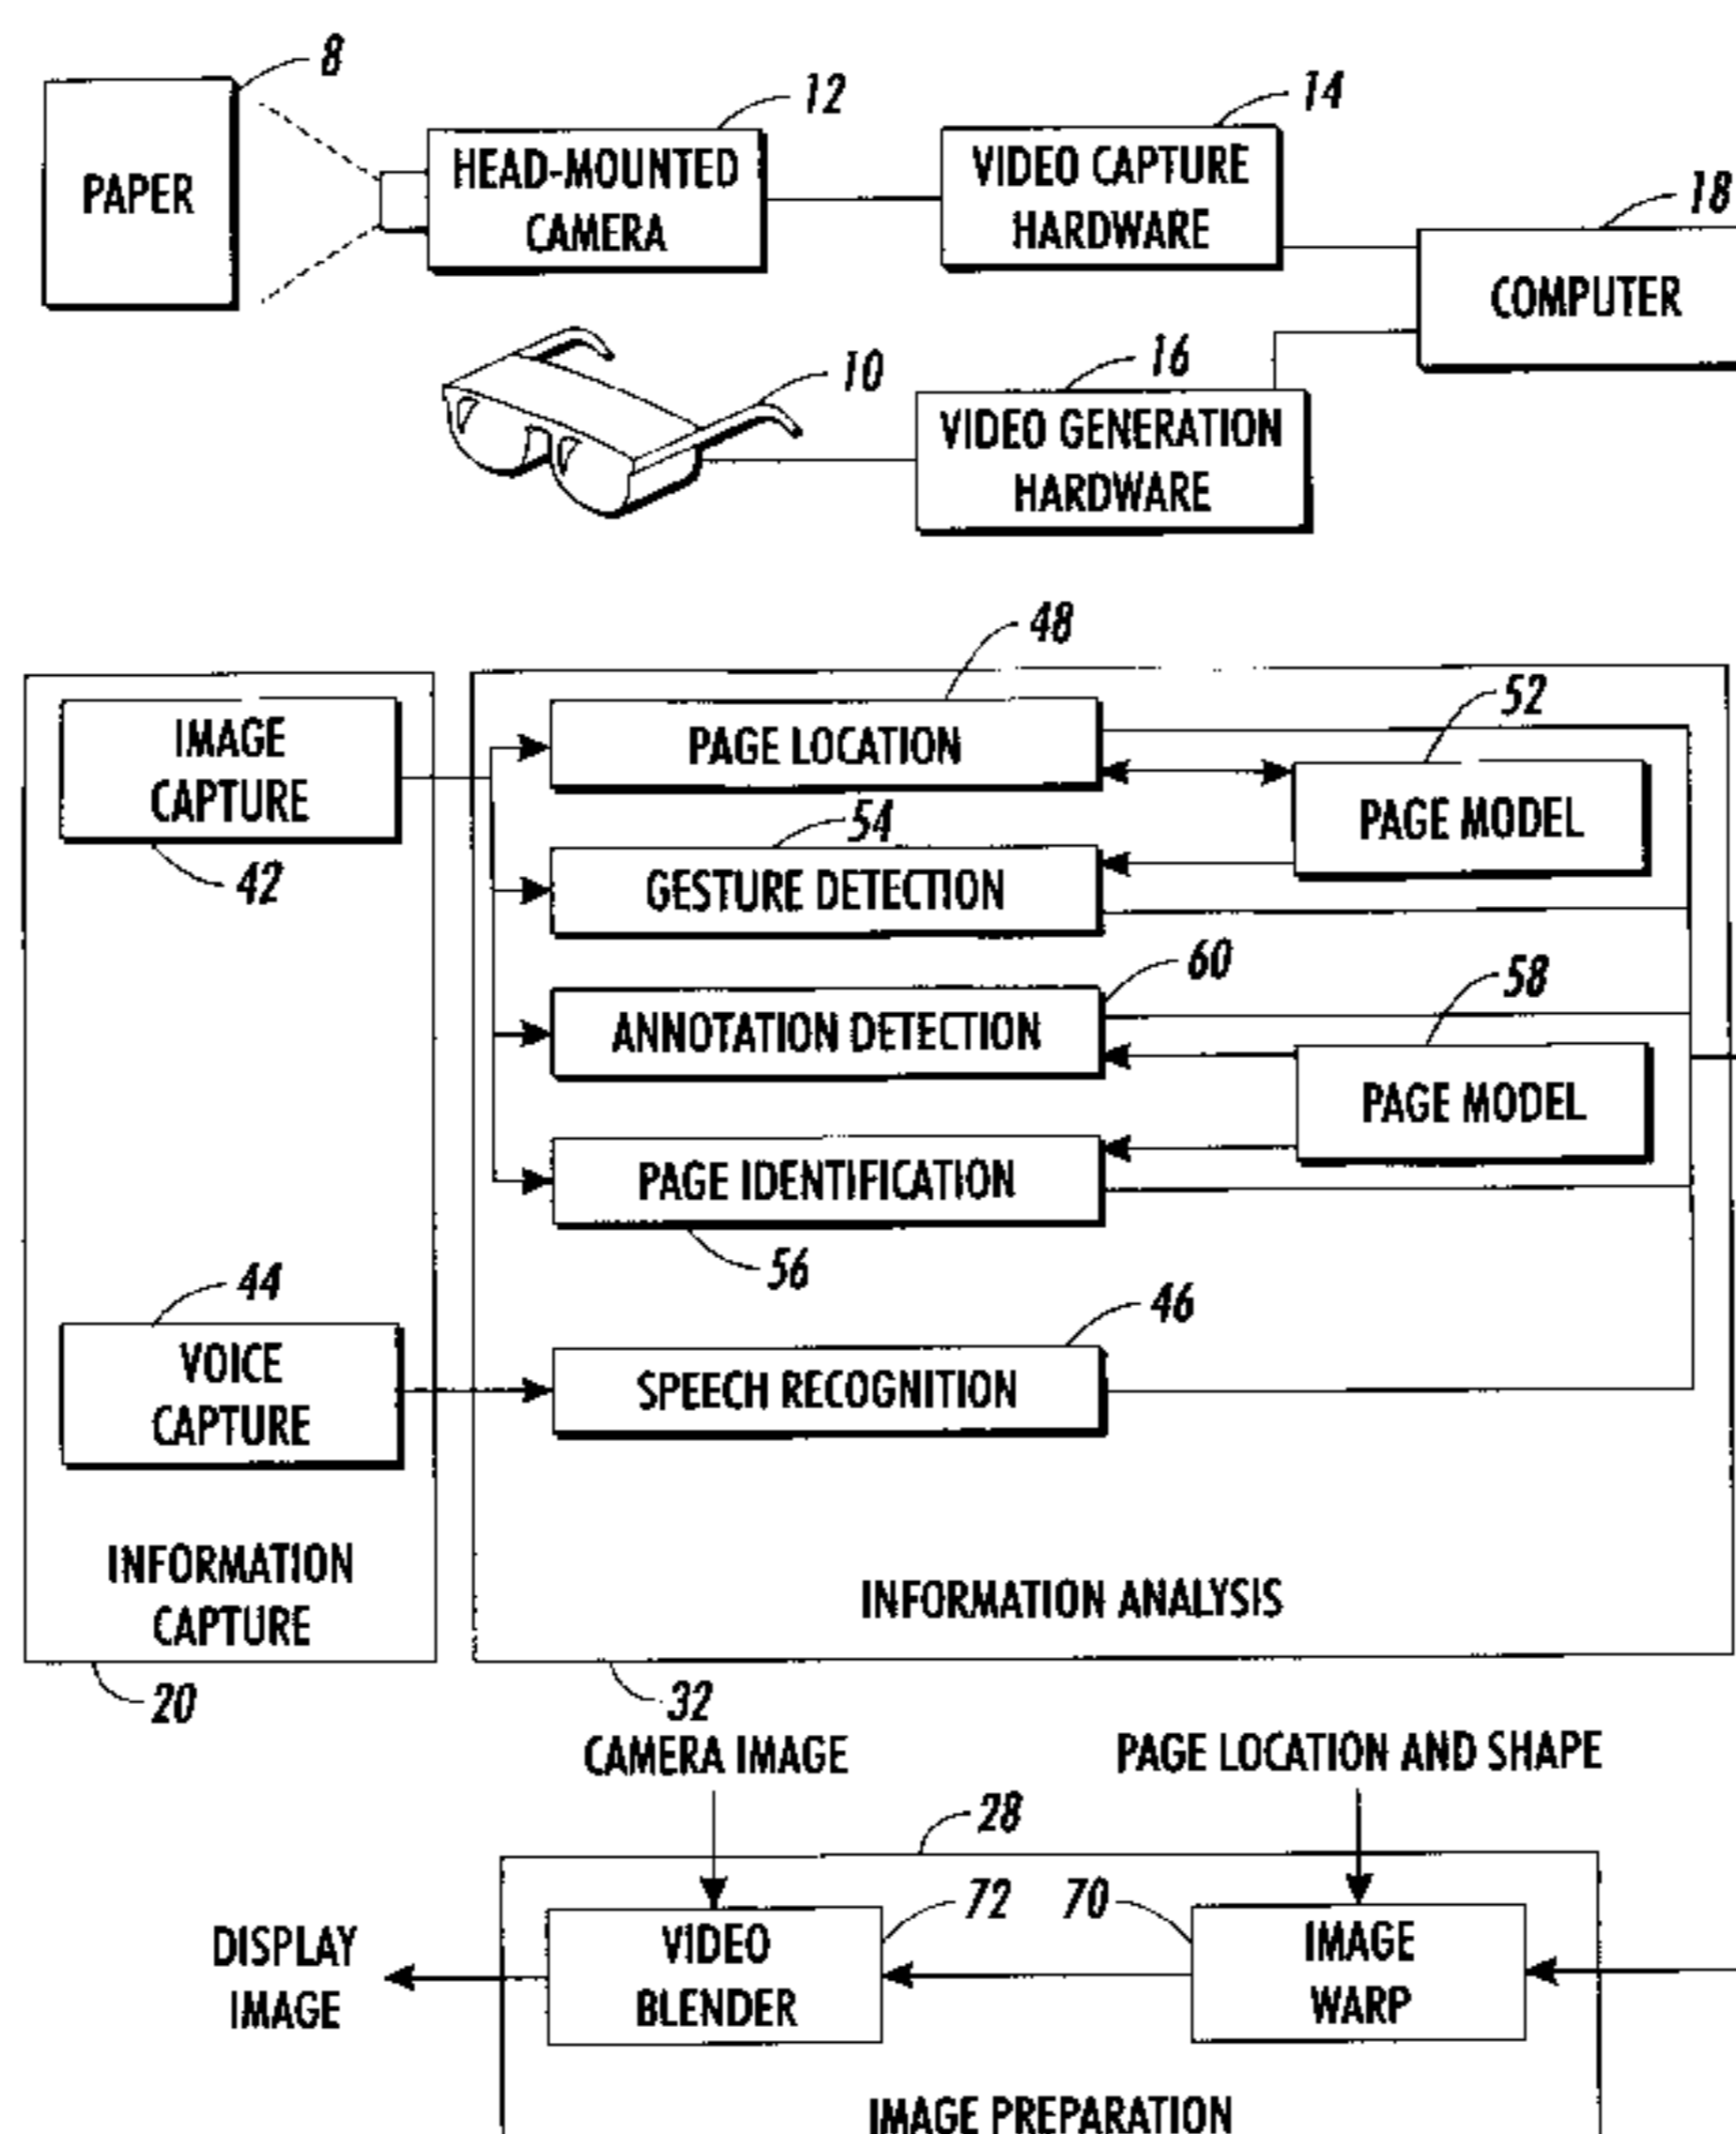 8
12
14
18
PAPER
HEAD-MOUNTED
CAMERA
VIDEO CAPTURE
HARDWARE
COMPUTER
10
16
VIDEO GENERATION
HARDWARE
48
52
IMAGE
CAPTURE
42
PAGE LOCATION
PAGE MODEL
54
GESTURE DETECTION
60
58
ANNOTATION DETECTION
PAGE MODEL
PAGE IDENTIFICATION
56
44
46
VOICE
CAPTURE
SPEECH RECOGNITION
INFORMATION
CAPTURE
INFORMATION ANALYSIS
20
32
CAMERA IMAGE
PAGE LOCATION AND SHAPE
28
72
70
DISPLAY
IMAGE
VIDEO
BLENDER
IMAGE
WARP
IMAGE PREPARATION